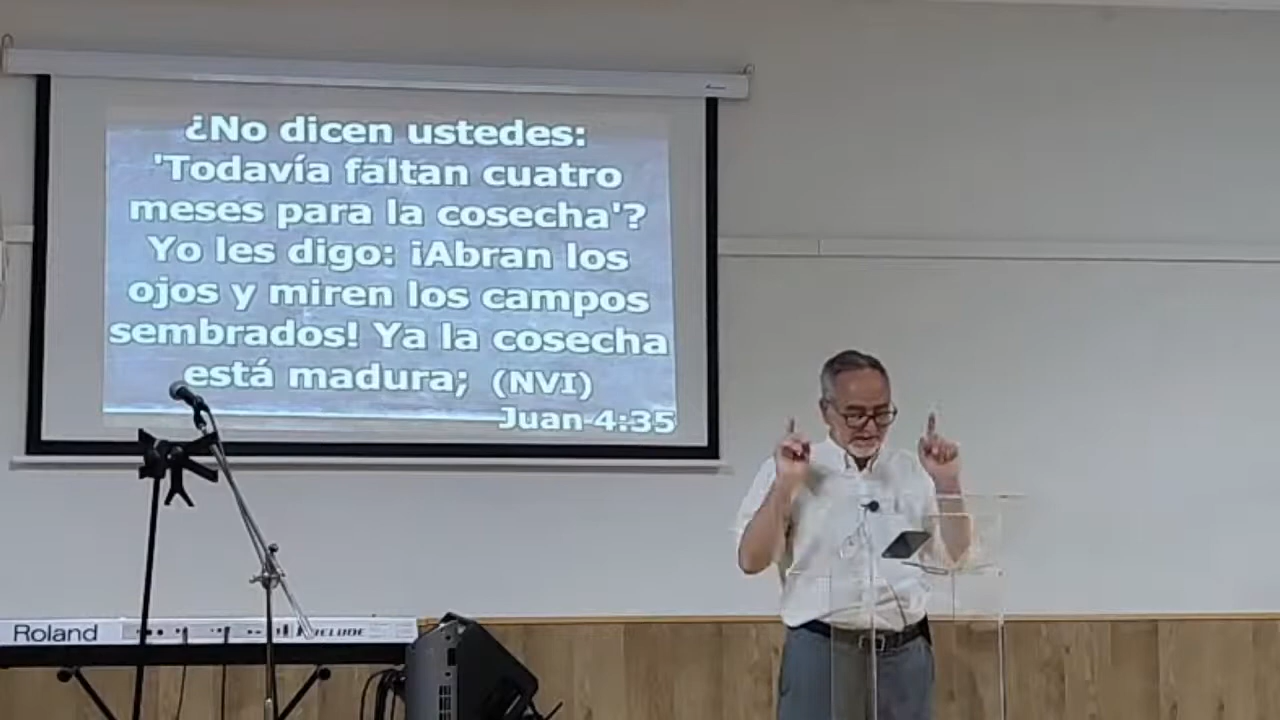 ¿No dicen ustedes:
'Todavía faltan cuatro
meses para la cosecha'?
Yo les digo: ¡Abran los
ojos y miren los campos
sembrados! Ya la cosecha
está madura; (NVI)
Juan 4:35
Roland
PRELUDE